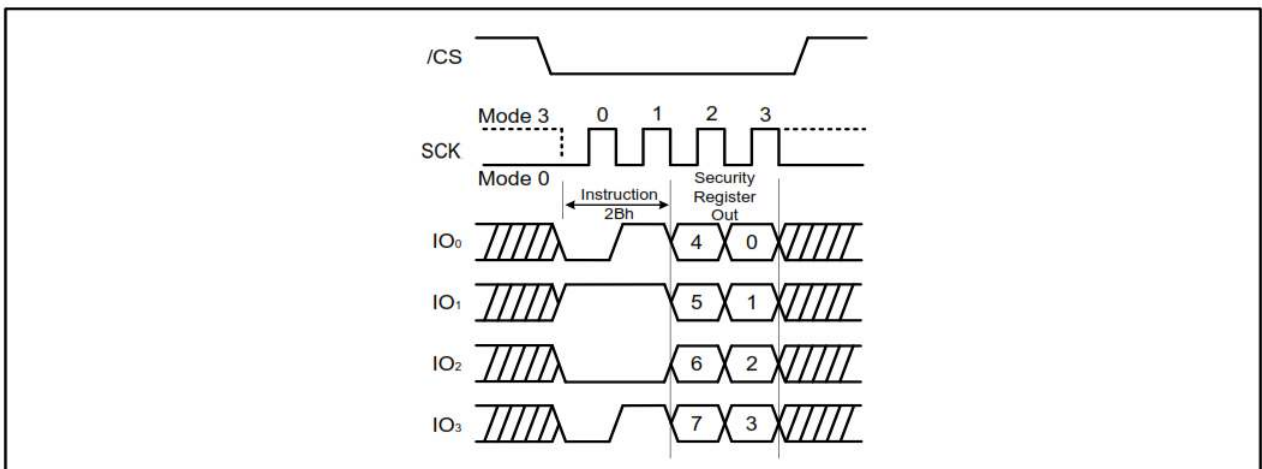 /CS
Mode 3 0 1 2 3
SCK
Mode 0
Instruction
2Bh
Security
Register
Out
IO₀ 4 0
IO₁ 5 1
IO₂ 6 2
IO₃ 7 3